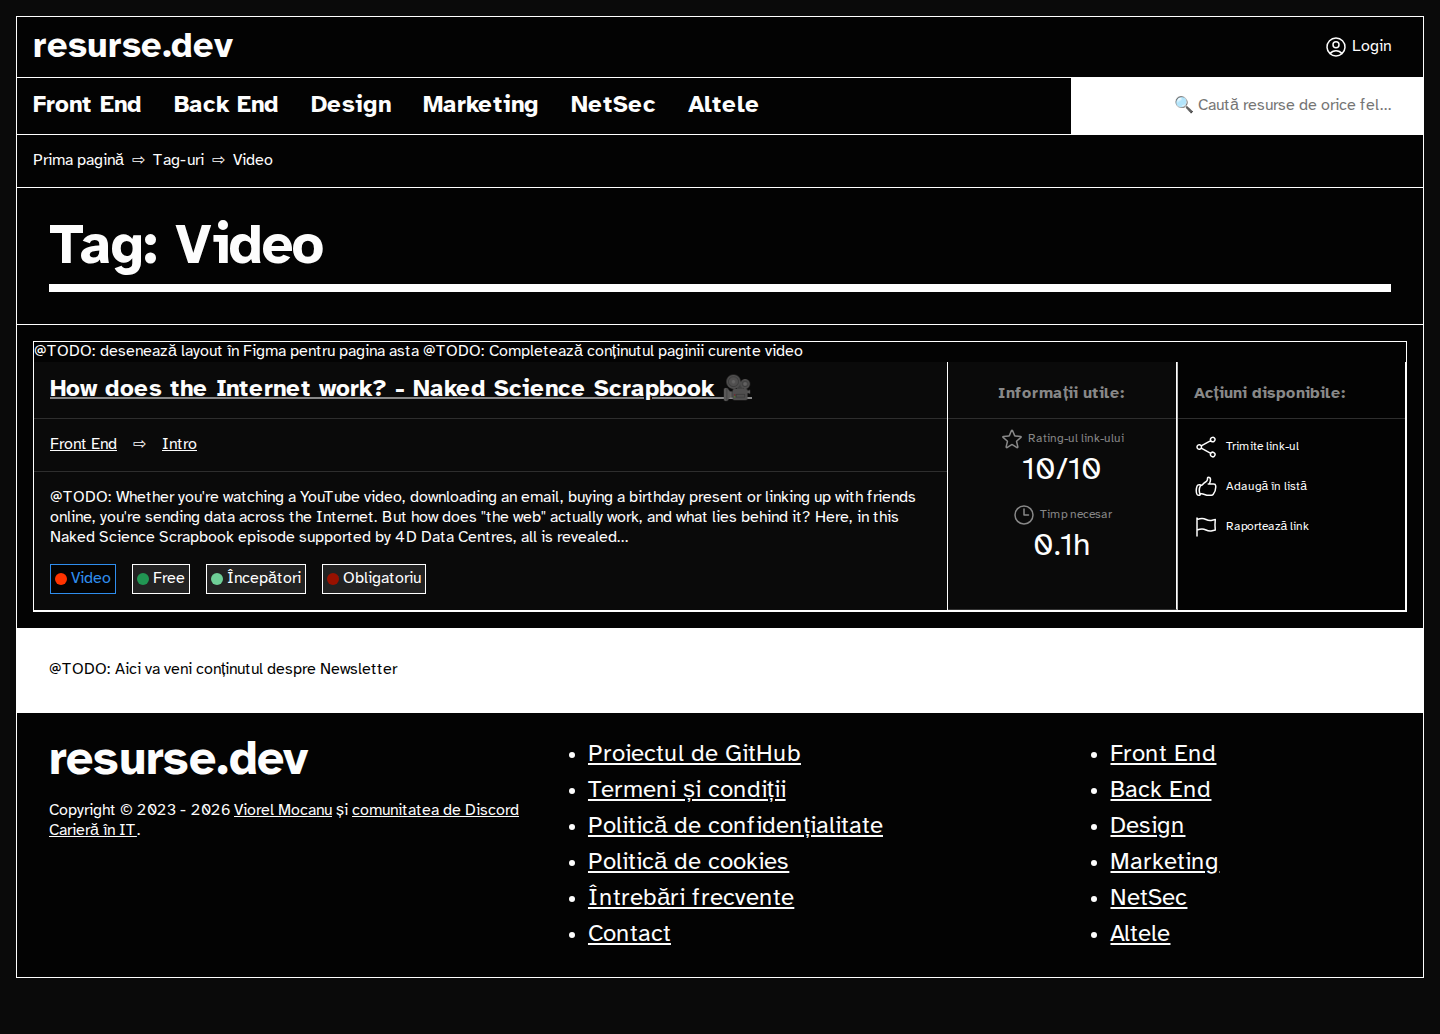 resurse.dev
Login
Front End Back End Design Marketing NetSec Altele
🔍 Caută resurse de orice fel...
Prima pagină ⇨ Tag-uri ⇨ Video
Tag: Video
@TODO: desenează layout în Figma pentru pagina asta @TODO: Completează conținutul paginii curente video
How does the Internet work? - Naked Science Scrapbook 🎥
Front End ⇨ Intro
@TODO: Whether you're watching a YouTube video, downloading an email, buying a birthday present or linking up with friends
online, you're sending data across the Internet. But how does "the web" actually work, and what lies behind it? Here, in this
Naked Science Scrapbook episode supported by 4D Data Centres, all is revealed...
Video Free Începători Obligatoriu
Informații utile:
Rating-ul link-ului
10/10
Timp necesar
0.1h
Acțiuni disponibile:
Trimite link-ul
Adaugă în listă
Raportează link
@TODO: Aici va veni conținutul despre Newsletter
resurse.dev
Copyright © 2023 - 2026 Viorel Mocanu și comunitatea de Discord
Carieră în IT .
Proiectul de GitHub
Termeni și condiții
Politică de confidențialitate
Politică de cookies
Întrebări frecvente
Contact
Front End
Back End
Design
Marketing
NetSec
Altele